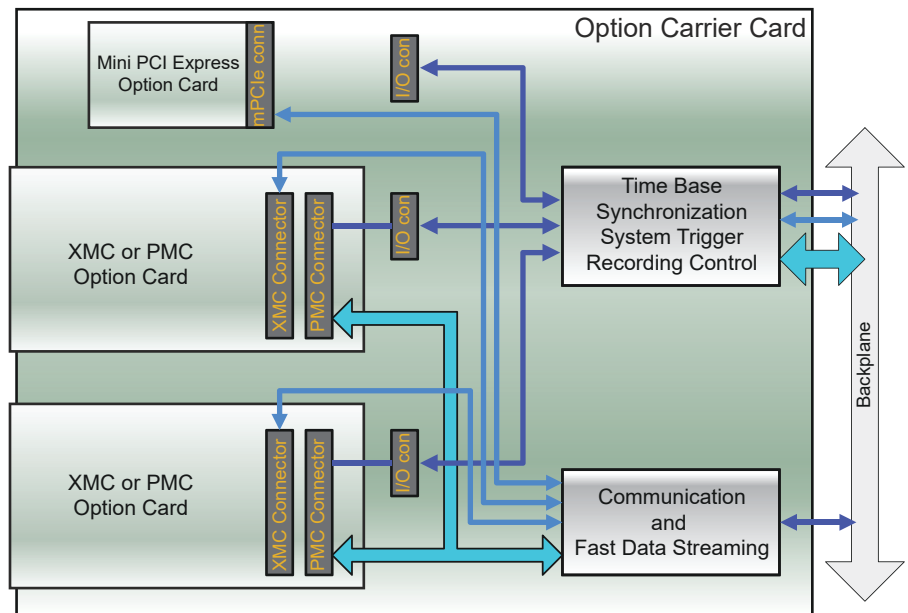 Option Carrier Card
Mini PCI Express
Option Card
mPCIe conn
I/O con
XMC or PMC
Option Card
XMC Connector
PMC Connector
I/O con
Time Base
Synchronization
System Trigger
Recording Control
Backplane
XMC or PMC
Option Card
XMC Connector
PMC Connector
I/O con
Communication
and
Fast Data Streaming